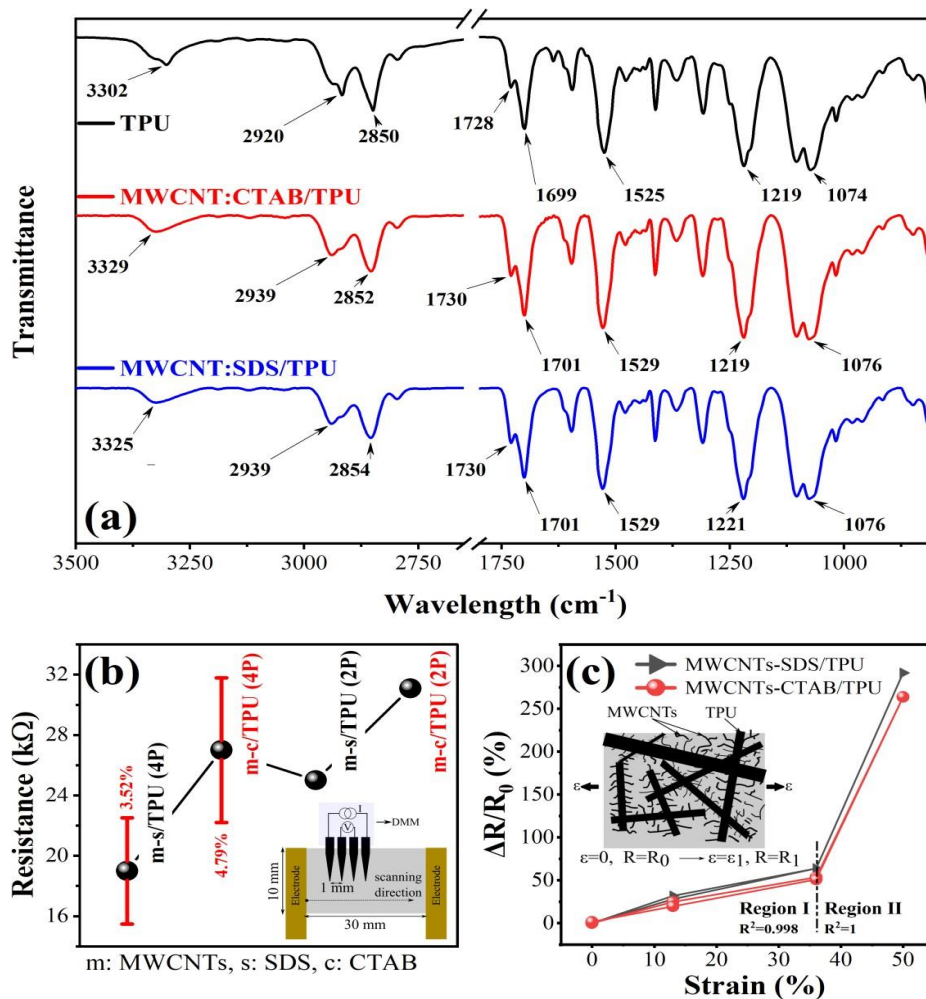 3302
2920
2850
1728
1699
1525
1219
1074
TPU
MWCNT:CTAB/TPU
3329
2939
2852
1730
1701
1529
1219
1076
MWCNT:SDS/TPU
3325
2939
2854
1730
1701
1529
1221
1076
Transmittance
(a)
3500 3250 3000 2750 1750 1500 1250 1000
Wavelength (cm⁻¹)
(b)
Resistance (kΩ)
32
28
24
20
16
3.52%
m-s/TPU (4P)
4.79%
m-c/TPU (4P)
m-s/TPU (2P)
m-c/TPU (2P)
I
V
DMM
Electrode
Electrode
1 mm
scanning
direction
10 mm
30 mm
m: MWCNTs, s: SDS, c: CTAB
(c)
ΔR/R₀ (%)
300
250
200
150
100
50
0
MWCNTs-SDS/TPU
MWCNTs-CTAB/TPU
MWCNTs TPU
ε ε
ε=0, R=R₀ → ε=ε₁, R=R₁
Region I Region II
R²=0.998 R²=1
0 10 20 30 40 50
Strain (%)